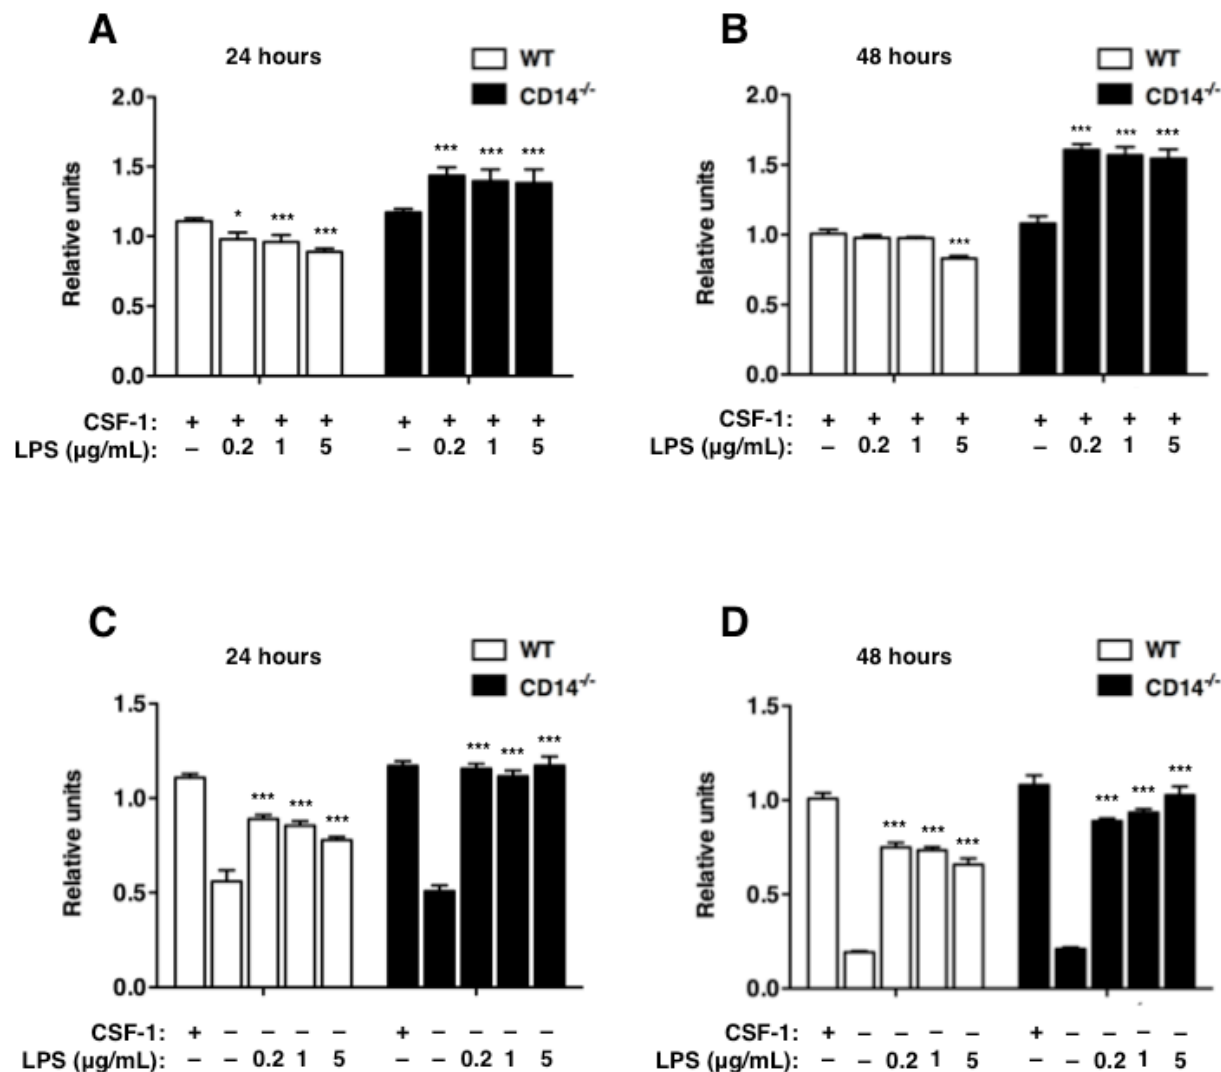 A
24 hours
WT
CD14-/-
Relative units
2.0
1.5
1.0
0.5
0.0
* *** ***
*** *** ***
CSF-1: + + + + + + + +
LPS (µg/mL): – 0.2 1 5 – 0.2 1 5
B
48 hours
WT
CD14-/-
Relative units
2.0
1.5
1.0
0.5
0.0
***
*** *** ***
CSF-1: + + + + + + + +
LPS (µg/mL): – 0.2 1 5 – 0.2 1 5
C
24 hours
WT
CD14-/-
Relative units
1.5
1.0
0.5
0.0
*** *** ***
*** *** ***
CSF-1: + – – – – + – – – –
LPS (µg/mL): – – 0.2 1 5 – – 0.2 1 5
D
48 hours
WT
CD14-/-
Relative units
1.5
1.0
0.5
0.0
*** *** ***
*** *** ***
CSF-1: + – – – – + – – – –
LPS (µg/mL): – – 0.2 1 5 – – 0.2 1 5